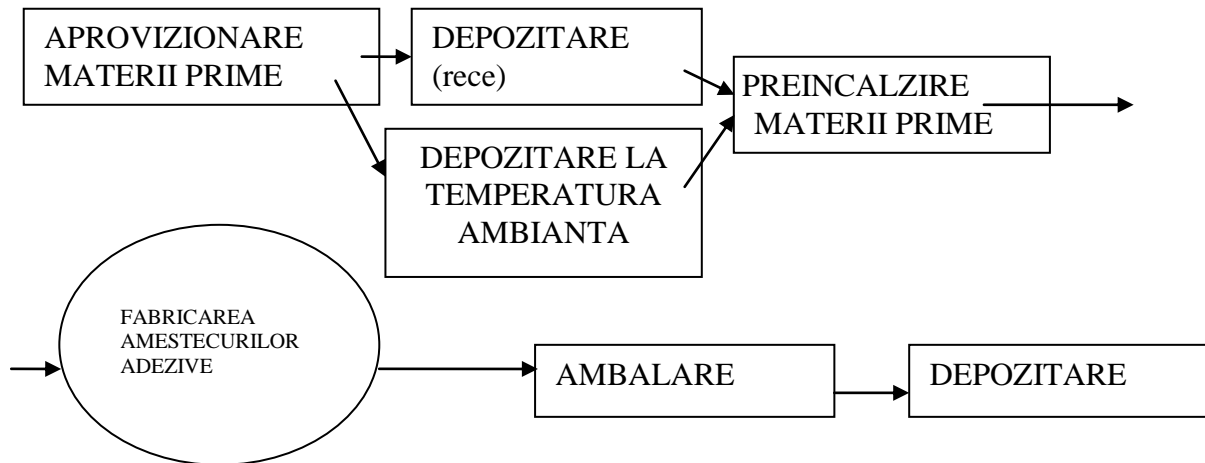 APROVIZIONARE
MATERII PRIME
DEPOZITARE
(rece)
DEPOZITARE LA
TEMPERATURA
AMBIANTA
PREINCALZIRE
MATERII PRIME
FABRICAREA
AMESTECURILOR
ADEZIVE
AMBALARE
DEPOZITARE